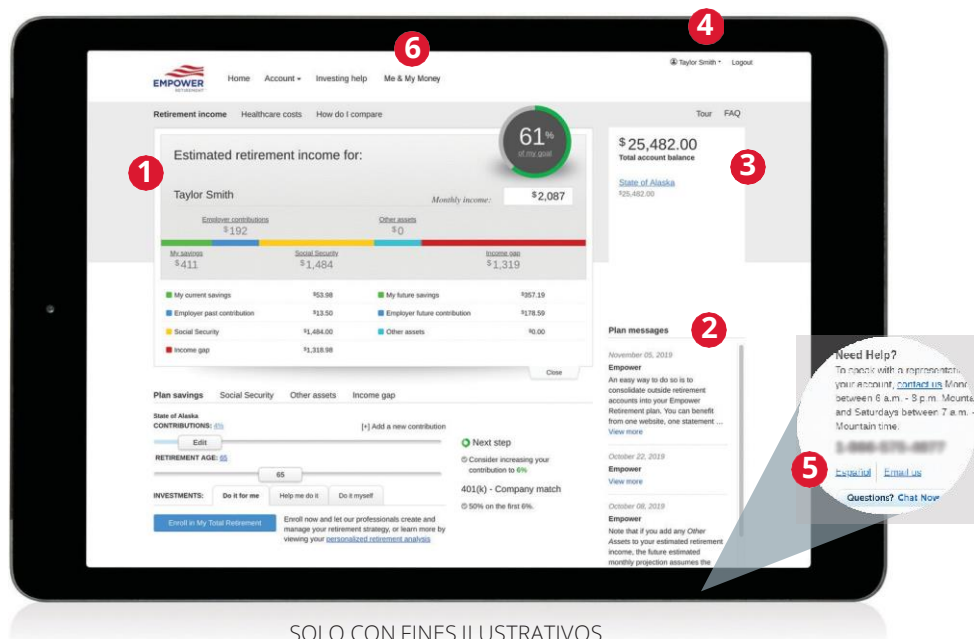 4
6
Taylor Smith
Logout
EMPOWER
RETIREMENT
Home Account Investing help Me & My Money
Retirement income Healthcare costs How do I compare
Tour FAQ
1
Estimated retirement income for:
61%
of my goal
Taylor Smith
Monthly income: $2,087
Employer contributions
$192
Other assets
$0
My savings
$411
Social Security
$1,484
Income gap
$1,319
My current savings $53.98 My future savings $357.19
Employer past contribution $13.50 Employer future contribution $178.59
Social Security $1,484.00 Other assets $0.00
Income gap $1,318.98
Close
$25,482.00
Total account balance
3
State of Alaska
$25,482.00
Plan messages
2
November 05, 2019
Empower
An easy way to do so is to
consolidate outside retirement
accounts into your Empower
Retirement plan. You can benefit
from one website, one statement ...
View more
October 22, 2019
Empower
View more
October 08, 2019
Empower
Note that if you add any Other
Assets to your estimated retirement
income, the future estimated
monthly projection assumes the
Plan savings Social Security Other assets Income gap
State of Alaska
CONTRIBUTIONS: 4%
[+] Add a new contribution
Edit
RETIREMENT AGE: 65
65
INVESTMENTS: Do it for me Help me do it Do it myself
Enroll in My Total Retirement
Enroll now and let our professionals create and
manage your retirement strategy, or learn more by
viewing your personalized retirement analysis
Next step
Consider increasing your
contribution to 6%
401(k) - Company match
50% on the first 6%.
Need Help?
To speak with a representati
your account, contact us Mon
between 6 a.m. - 8 p.m. Mounta
and Saturdays between 7 a.m. -
Mountain time.
5
Español Email us
Questions? Chat Now
SOLO CON FINES ILUSTRATIVOS